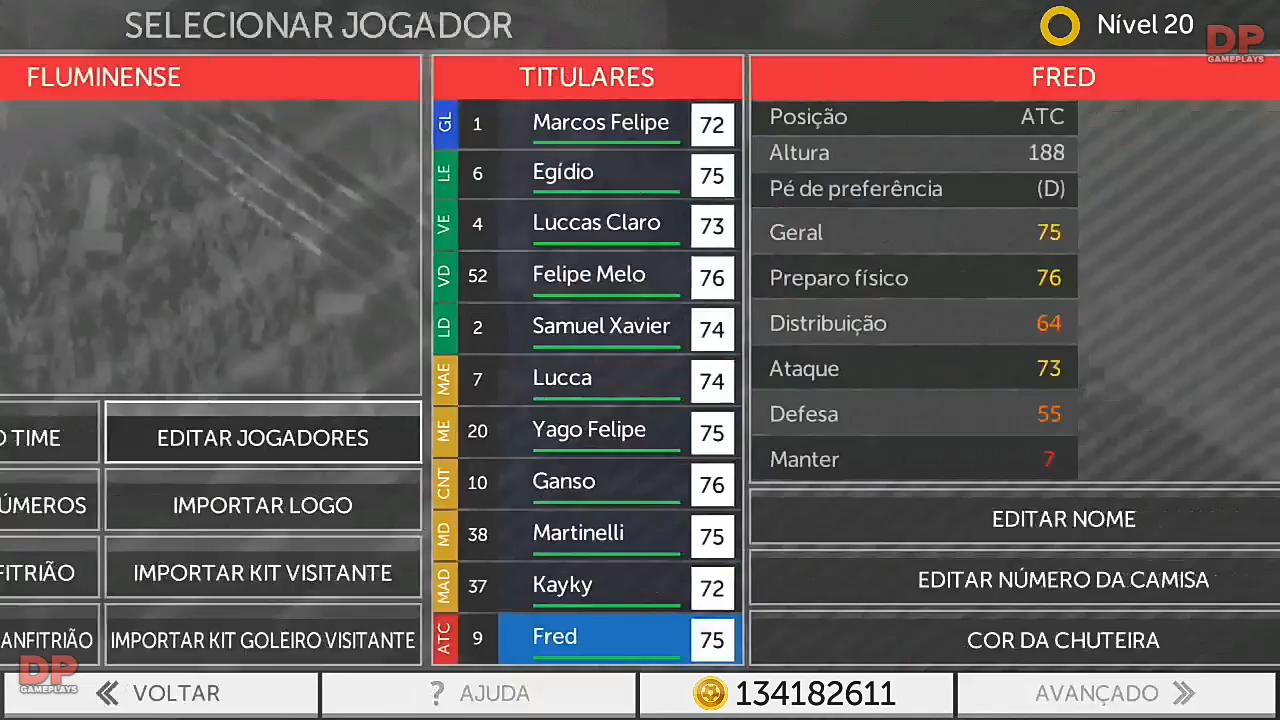 SELECIONAR JOGADOR
Nível 20
DP
GAMEPLAYS
FLUMINENSE
TITULARES
FRED
GL 1 Marcos Felipe 72
LE 6 Egídio 75
VE 4 Luccas Claro 73
VD 52 Felipe Melo 76
LD 2 Samuel Xavier 74
MAE 7 Lucca 74
ME 20 Yago Felipe 75
CNT 10 Ganso 76
MD 38 Martinelli 75
MAD 37 Kayky 72
ATC 9 Fred 75
Posição ATC
Altura 188
Pé de preferência (D)
Geral 75
Preparo físico 76
Distribuição 64
Ataque 73
Defesa 55
Manter 7
O TIME
EDITAR JOGADORES
ÚMEROS
IMPORTAR LOGO
FITRIÃO
IMPORTAR KIT VISITANTE
ANFITRIÃO
IMPORTAR KIT GOLEIRO VISITANTE
EDITAR NOME
EDITAR NÚMERO DA CAMISA
COR DA CHUTEIRA
DP
GAMEPLAYS
VOLTAR
? AJUDA
134182611
AVANÇADO